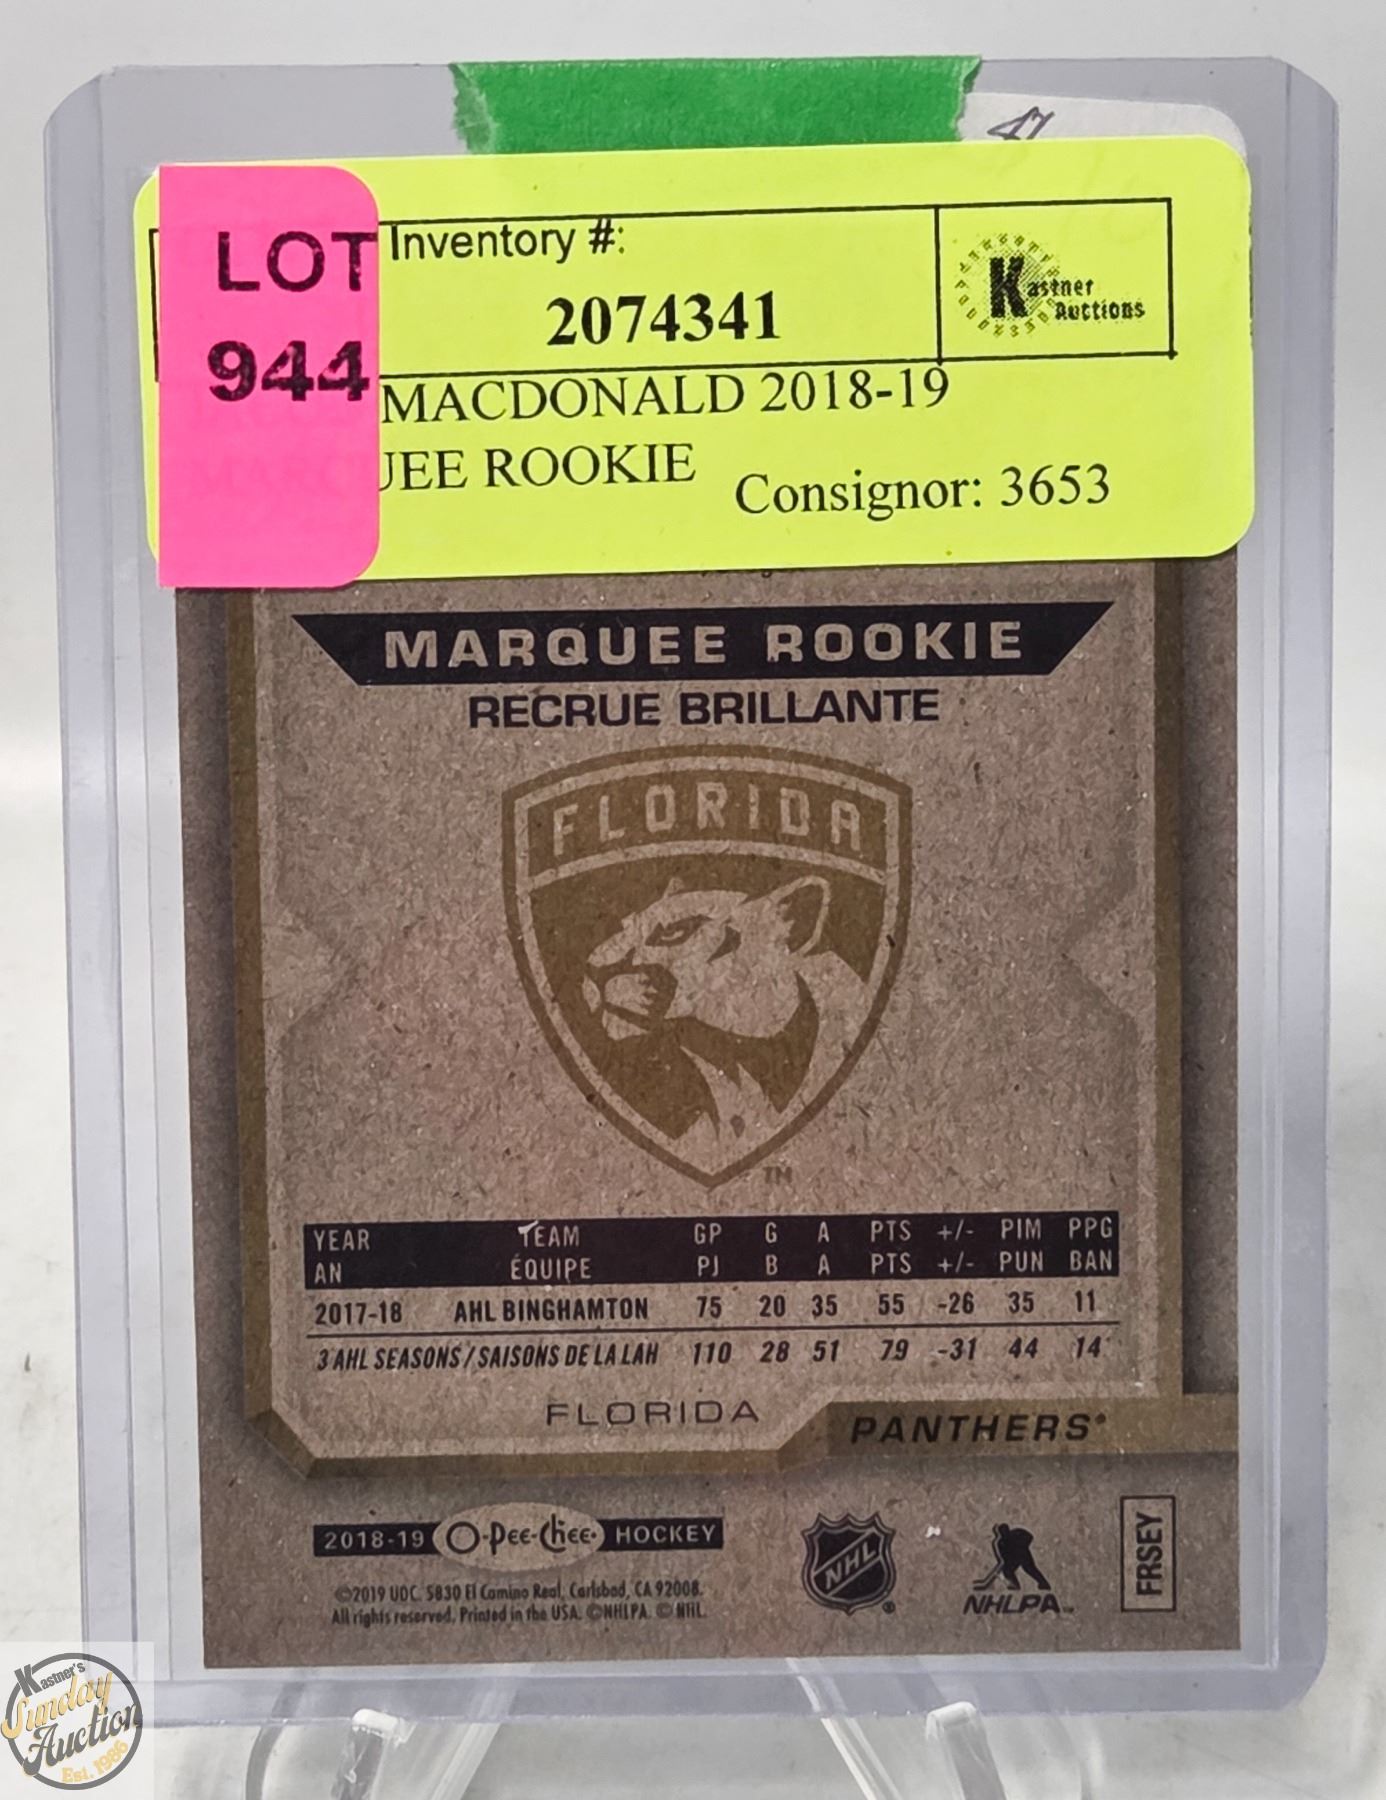 LOT
944
Inventory #:
2074341
Kastner
Auctions
MACDONALD 2018-19
MARQUEE ROOKIE
Consignor: 3653
MARQUEE ROOKIE
RECRUE BRILLANTE
FLORIDA
TM
YEAR TEAM GP G A PTS +/- PIM PPG
AN ÉQUIPE PJ B A PTS +/- PUN BAN
2017-18 AHL BINGHAMTON 75 20 35 55 -26 35 11
3 AHL SEASONS / SAISONS DE LA LAH 110 28 51 79 -31 44 14
FLORIDA
PANTHERS®
2018-19 O-Pee-Chee® HOCKEY
NHL ®
NHLPA™
FRSEY
©2019 UDC. 5830 El Camino Real, Carlsbad, CA 92008.
All rights reserved. Printed in the USA. ©NHLPA. © NHL.
Kastner's
Sunday
Auction
Est. 1986